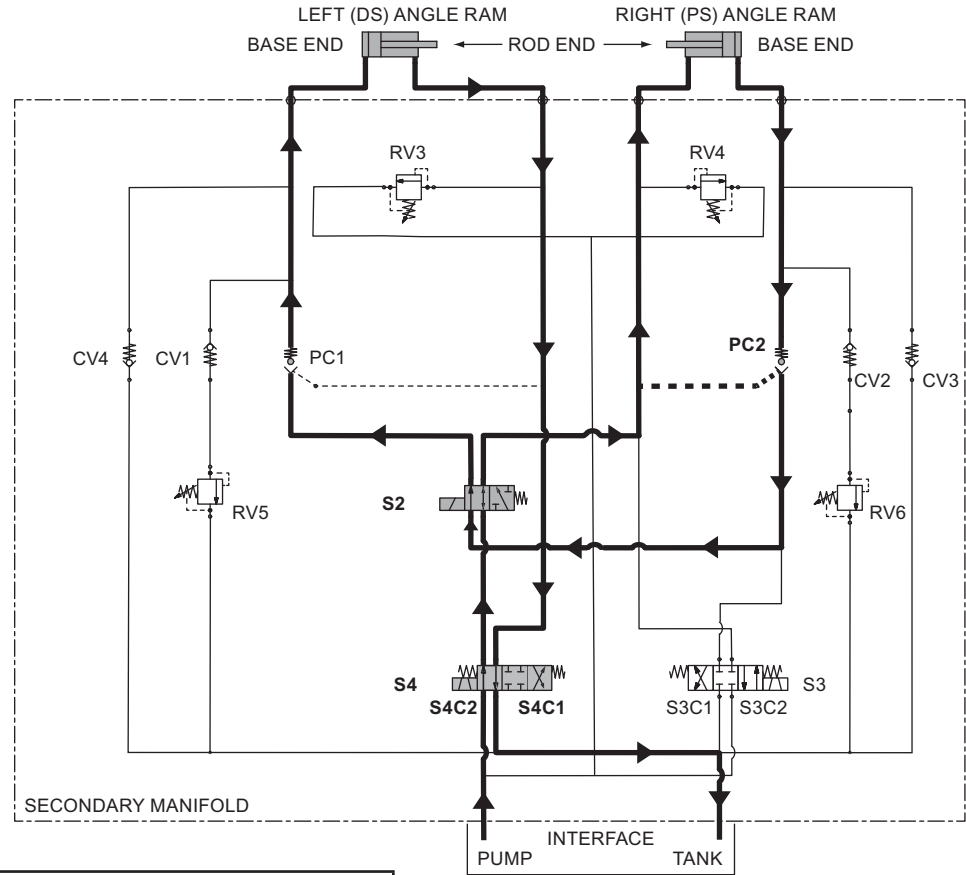 LEFT (DS) ANGLE RAM
RIGHT (PS) ANGLE RAM
BASE END
ROD END
BASE END
RV3
RV4
CV4
CV1
PC1
PC2
CV2
CV3
RV5
S2
RV6
S4
S3
S4C2
S4C1
S3C1
S3C2
SECONDARY MANIFOLD
INTERFACE
PUMP
TANK